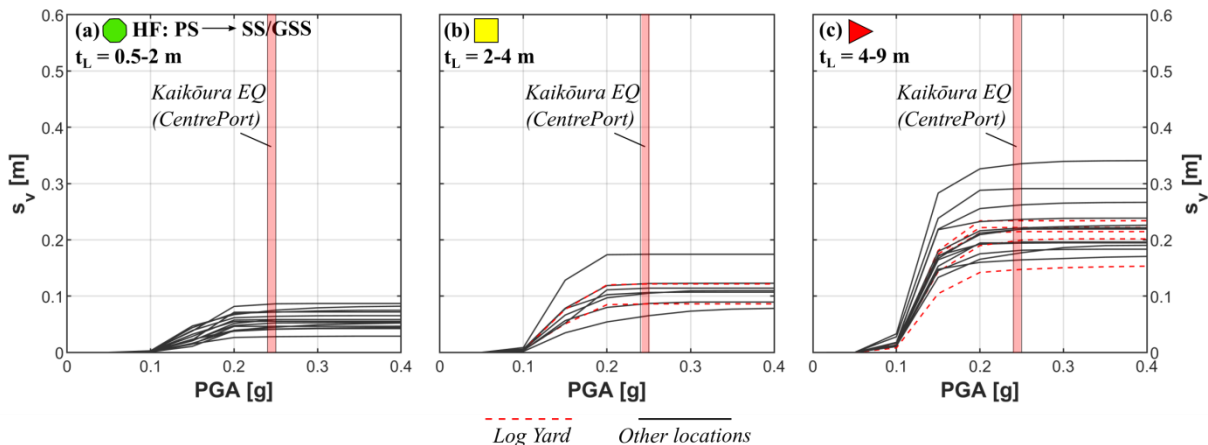 (a) HF: PS → SS/GSS
t_L = 0.5-2 m
Kaikōura EQ
(CentrePort)
s_v [m]
0.6
0.5
0.4
0.3
0.2
0.1
0
0 0.1 0.2 0.3 0.4
PGA [g]
(b)
t_L = 2-4 m
Kaikōura EQ
(CentrePort)
0 0.1 0.2 0.3 0.4
PGA [g]
(c)
t_L = 4-9 m
Kaikōura EQ
(CentrePort)
0.6
0.5
0.4
0.3
0.2
0.1
0
s_v [m]
0 0.1 0.2 0.3 0.4
PGA [g]
Log Yard
Other locations